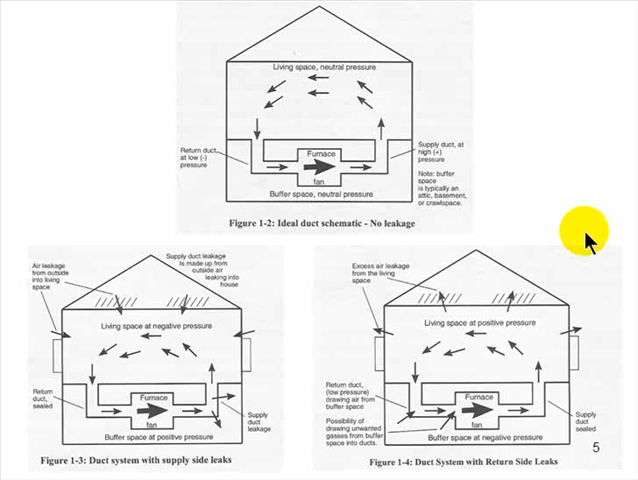 Living space, neutral pressure
Return duct,
at low (-)
pressure
Furnace
fan
Supply duct, at
high (+)
pressure
Note: buffer
space
is typically an
attic, basement,
or crawlspace.
Buffer space, neutral pressure
Figure 1-2: Ideal duct schematic - No leakage
Air leakage
from outside
into living
space
Supply duct leakage
Is made up from
outside air
leaking into
house
Living space at negative pressure
Return
duct,
sealed
Furnace
fan
Supply
duct
leakage
Buffer space at positive pressure
Figure 1-3: Duct system with supply side leaks
Excess air leakage
from the living
space
Living space at positive pressure
Return duct,
(low pressure)
drawing air from
buffer space
Possibility of
drawing unwanted
gasses from buffer
space into ducts.
Furnace
fan
Supply
duct
sealed
Buffer space at negative pressure
5
Figure 1-4: Duct System with Return Side Leaks